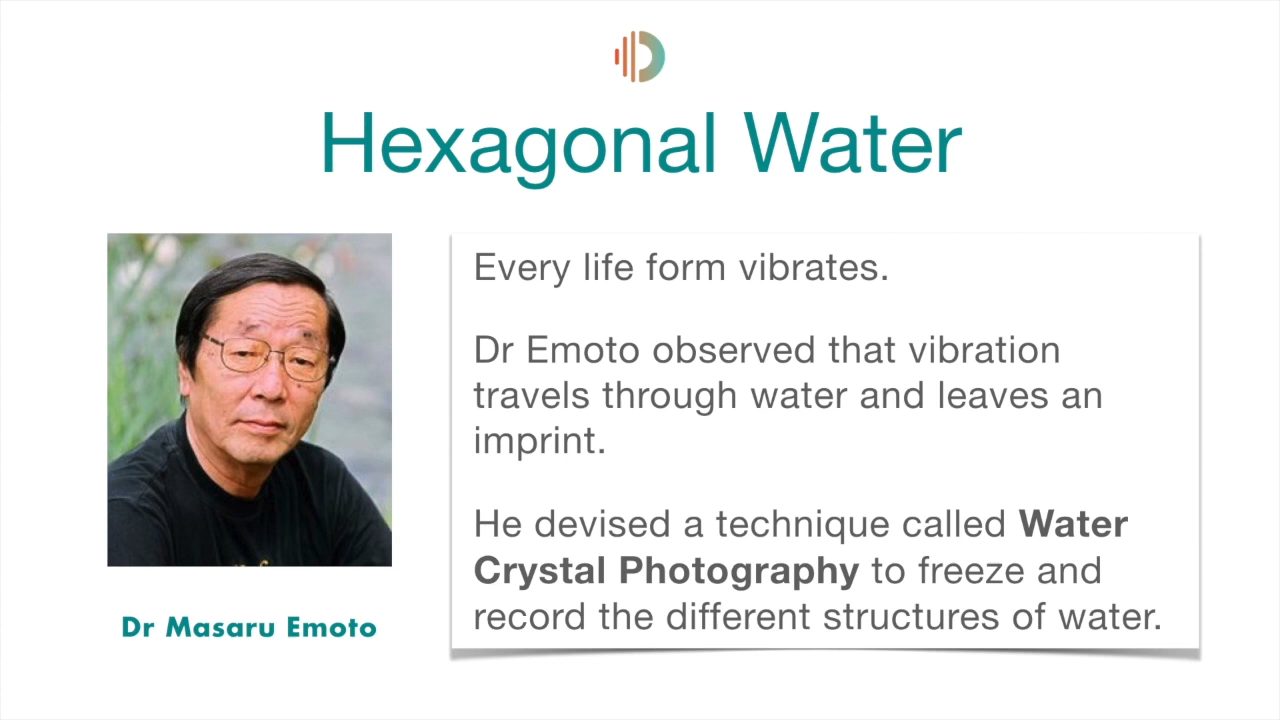 Hexagonal Water
Every life form vibrates.
Dr Emoto observed that vibration
travels through water and leaves an
imprint.
He devised a technique called Water
Crystal Photography to freeze and
record the different structures of water.
Dr Masaru Emoto